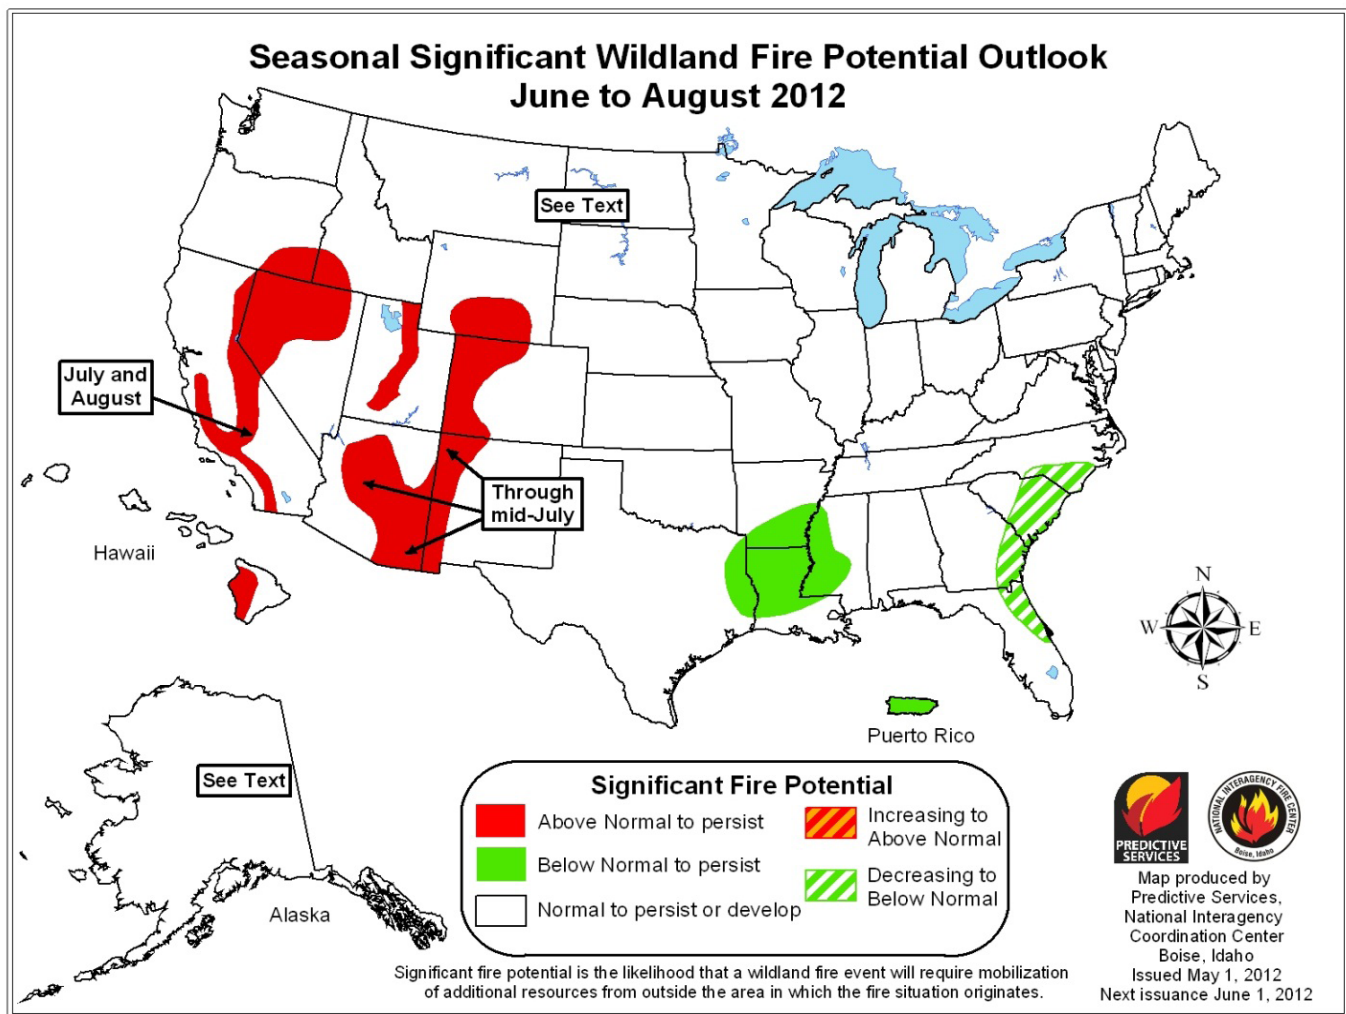 Seasonal Significant Wildland Fire Potential Outlook
June to August 2012
See Text
July and
August
Through
mid-July
Hawaii
N
W
E
S
Puerto Rico
See Text
Alaska
Significant Fire Potential
Above Normal to persist
Below Normal to persist
Normal to persist or develop
Increasing to
Above Normal
Decreasing to
Below Normal
PREDICTIVE
SERVICES
NATIONAL INTERAGENCY FIRE CENTER
Boise, Idaho
Map produced by
Predictive Services,
National Interagency
Coordination Center
Boise, Idaho
Issued May 1, 2012
Next issuance June 1, 2012
Significant fire potential is the likelihood that a wildland fire event will require mobilization
of additional resources from outside the area in which the fire situation originates.